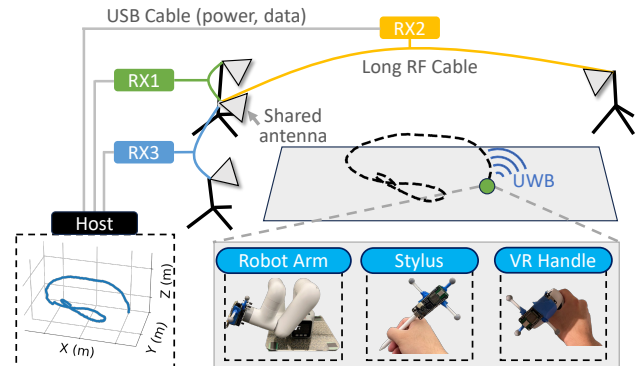 USB Cable (power, data)
RX2
Long RF Cable
RX1
Shared
antenna
RX3
UWB
Host
Robot Arm
Stylus
VR Handle
Z (m)
Y (m)
X (m)